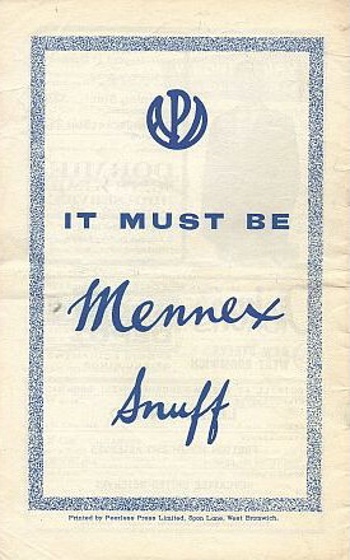 IT MUST BE
Mennex
Snuff
Printed by Peerless Press Limited, Spon Lane, West Bromwich.